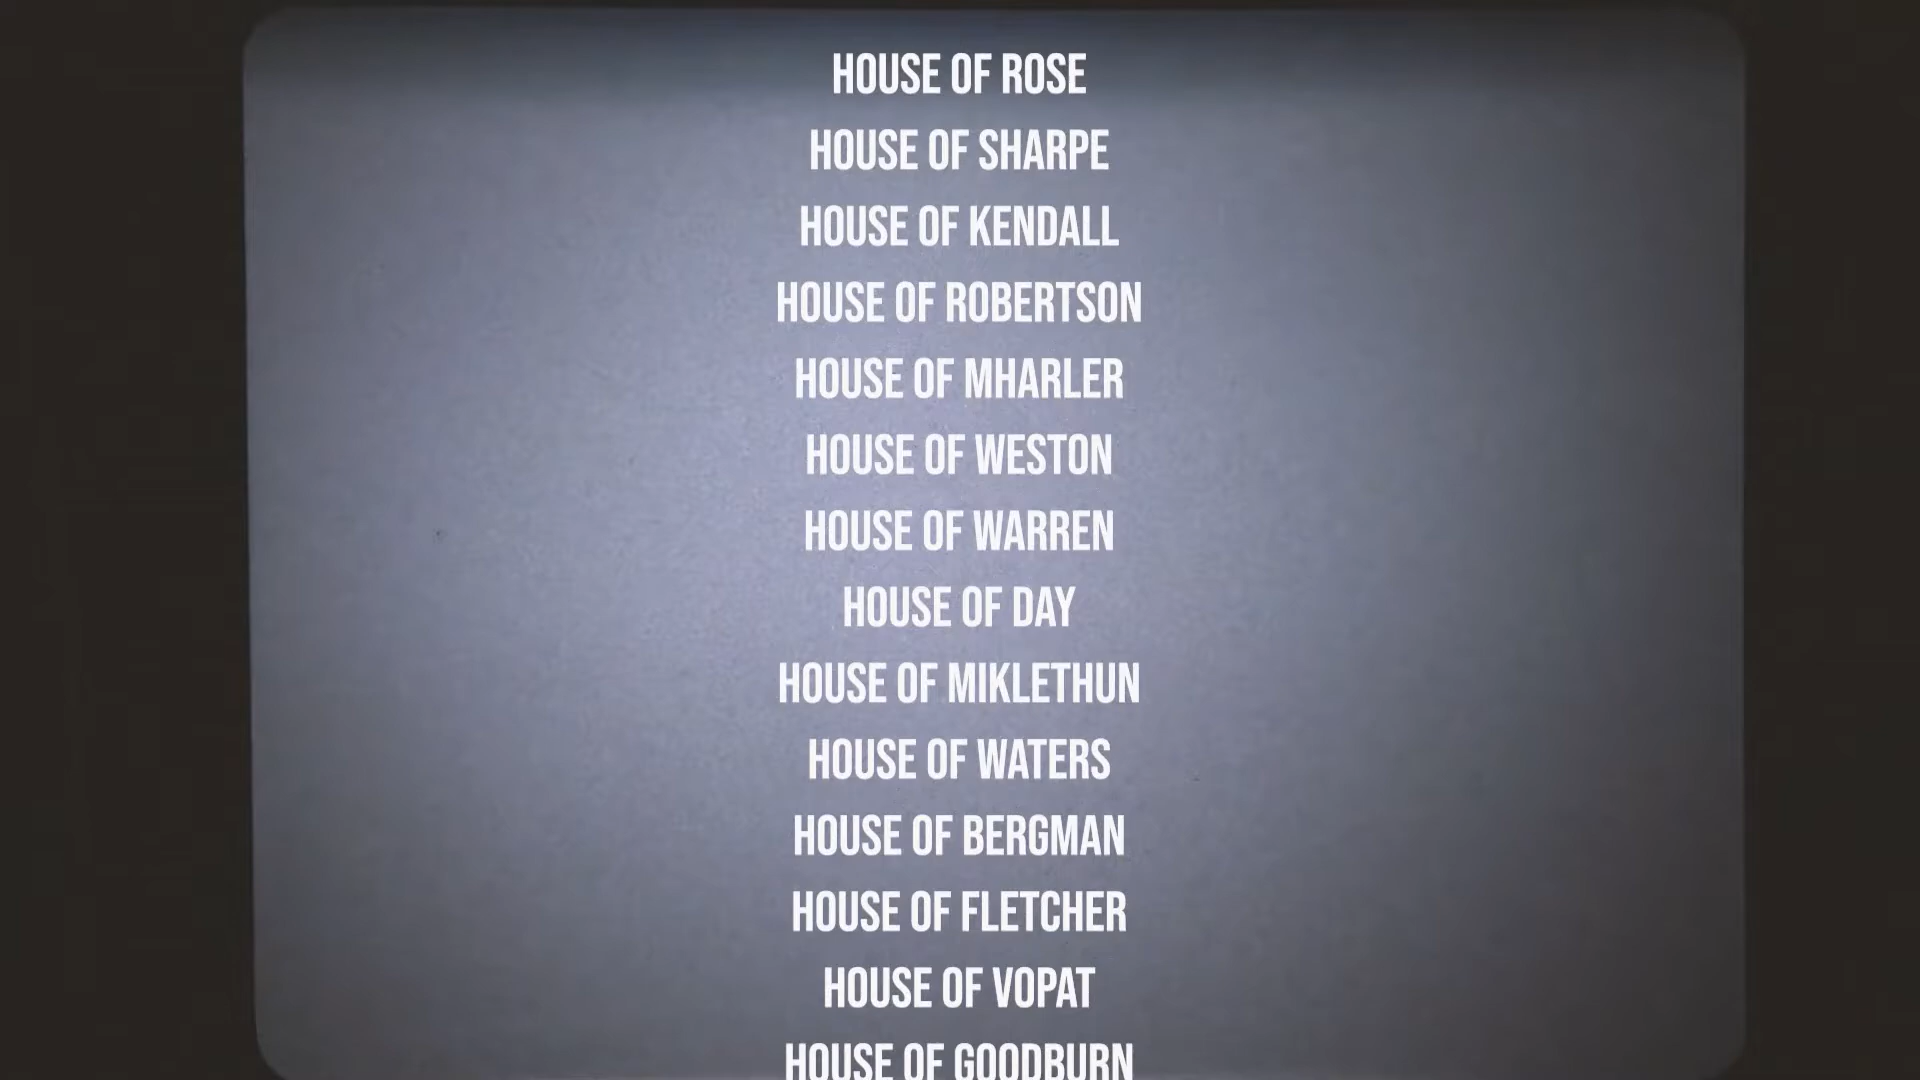 HOUSE OF ROSE
HOUSE OF SHARPE
HOUSE OF KENDALL
HOUSE OF ROBERTSON
HOUSE OF MHARLER
HOUSE OF WESTON
HOUSE OF WARREN
HOUSE OF DAY
HOUSE OF MIKLETHUN
HOUSE OF WATERS
HOUSE OF BERGMAN
HOUSE OF FLETCHER
HOUSE OF VOPAT
HOUSE OF GOODBURN